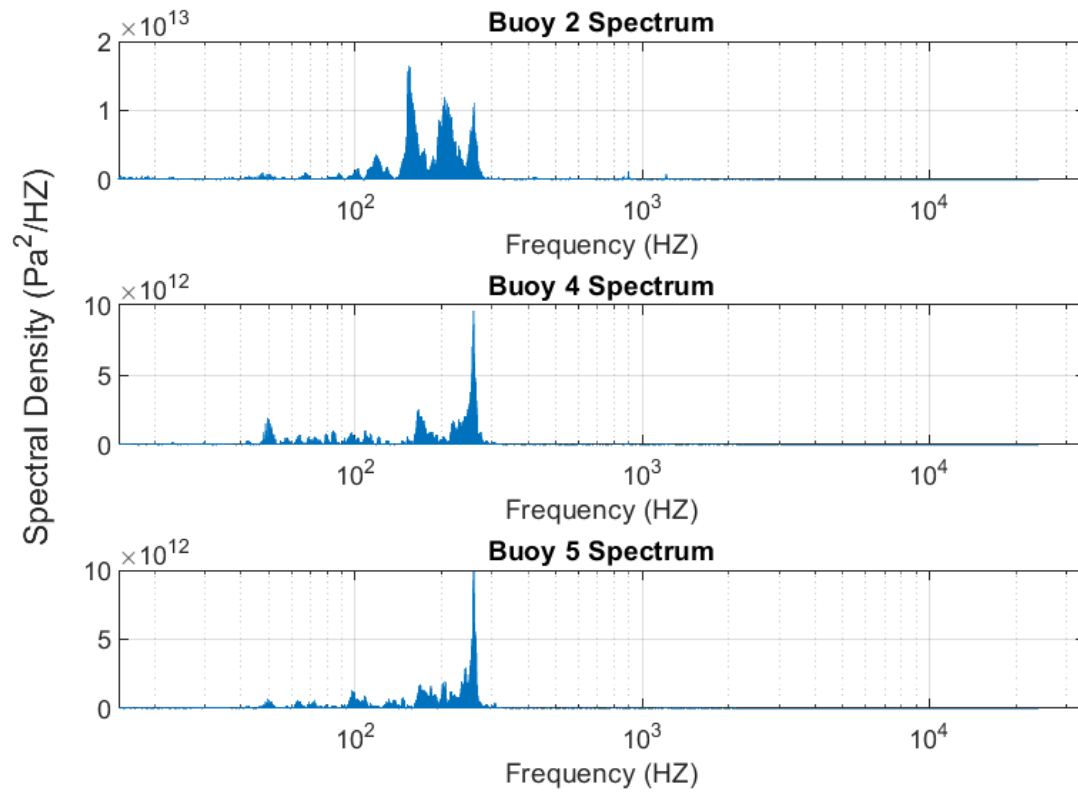 Buoy 2 Spectrum
×10^13
2
1
0
10^2 10^3 10^4
Frequency (HZ)
Buoy 4 Spectrum
×10^12
10
5
0
10^2 10^3 10^4
Frequency (HZ)
Spectral Density (Pa^2/HZ)
Buoy 5 Spectrum
×10^12
10
5
0
10^2 10^3 10^4
Frequency (HZ)